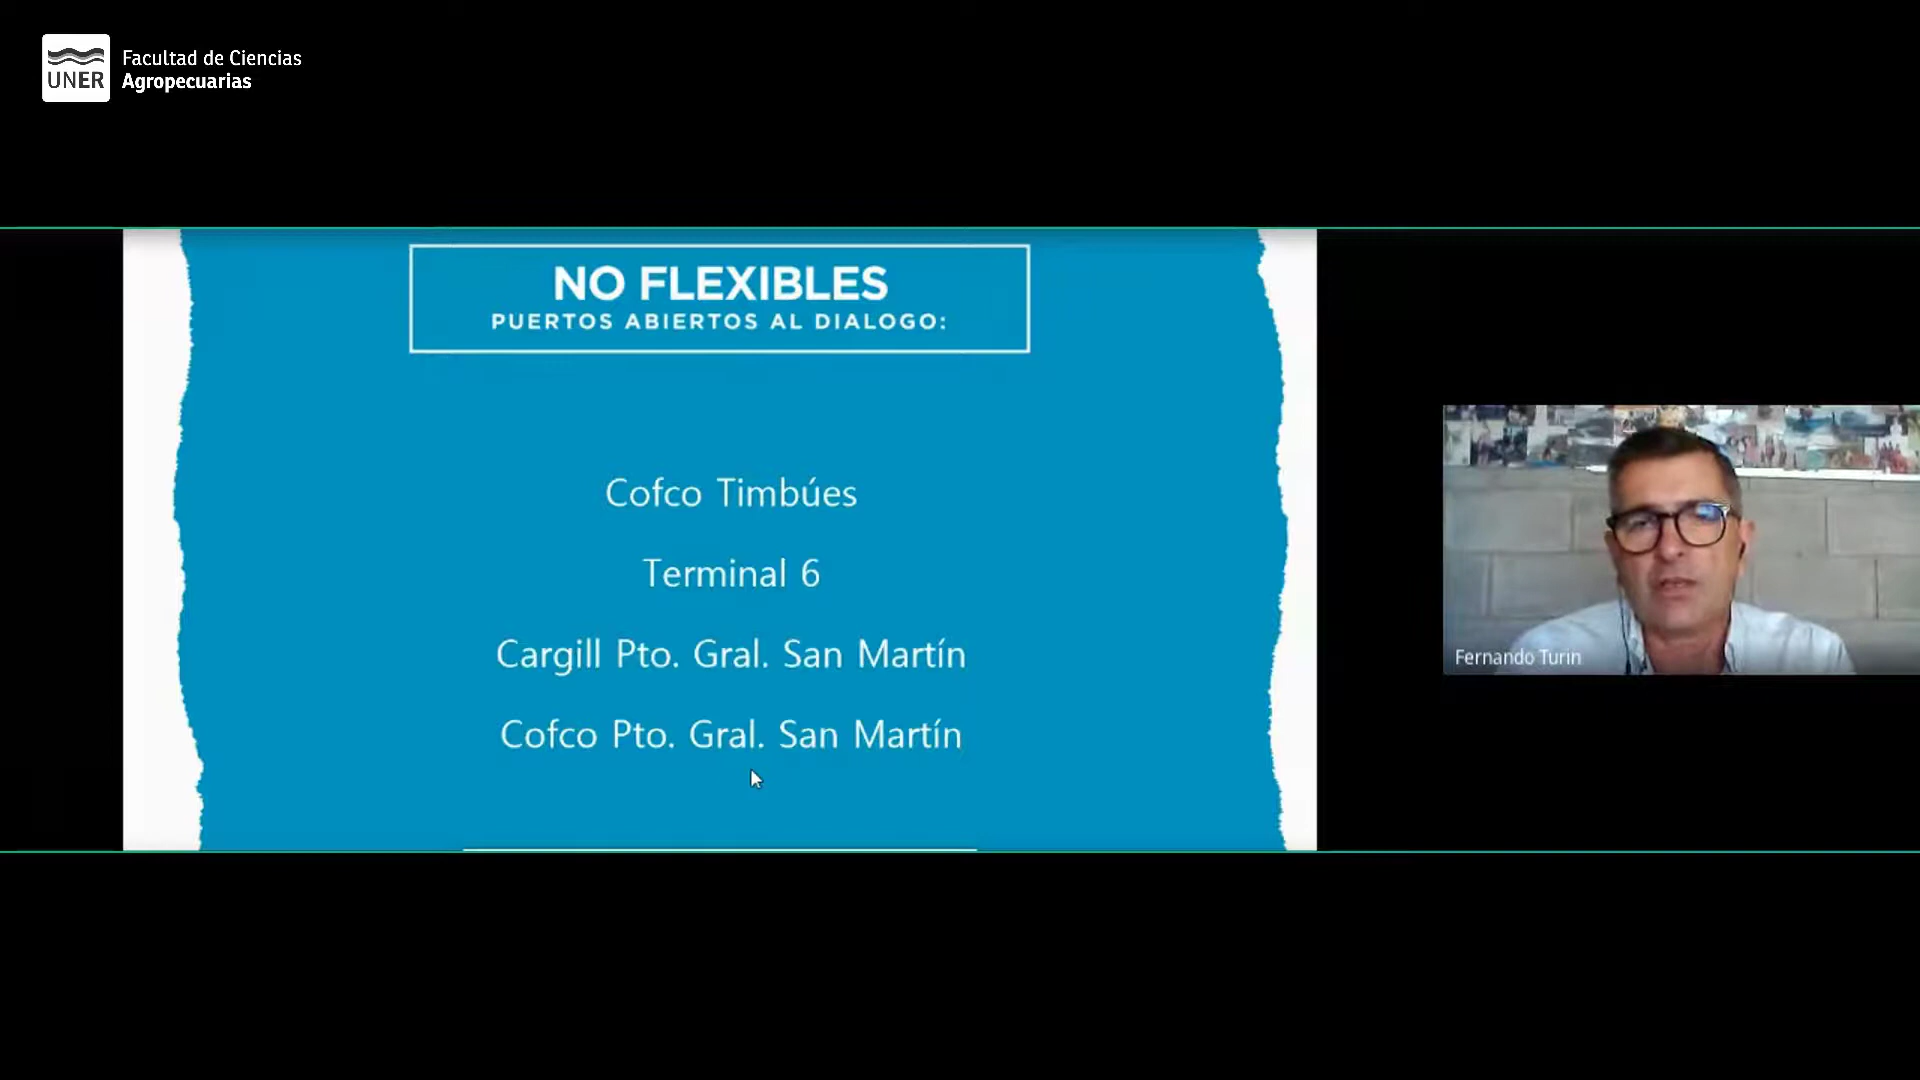 UNER
Facultad de Ciencias
Agropecuarias
NO FLEXIBLES
PUERTOS ABIERTOS AL DIALOGO:
Cofco Timbúes
Terminal 6
Cargill Pto. Gral. San Martín
Cofco Pto. Gral. San Martín
Fernando Turin